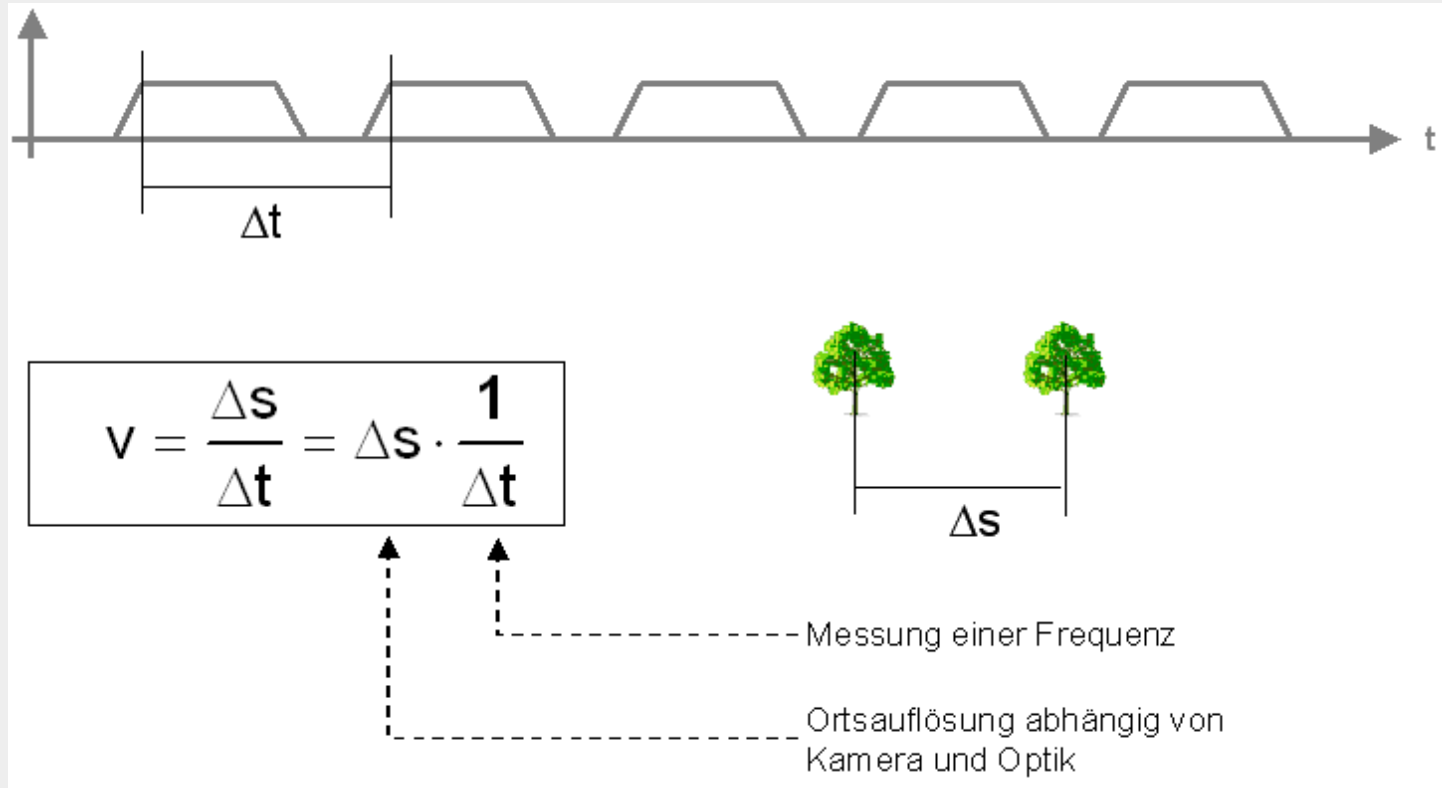 t
Δt
v = Δs/Δt = Δs · 1/Δt
Δs
Messung einer Frequenz
Ortsauflösung abhängig von
Kamera und Optik